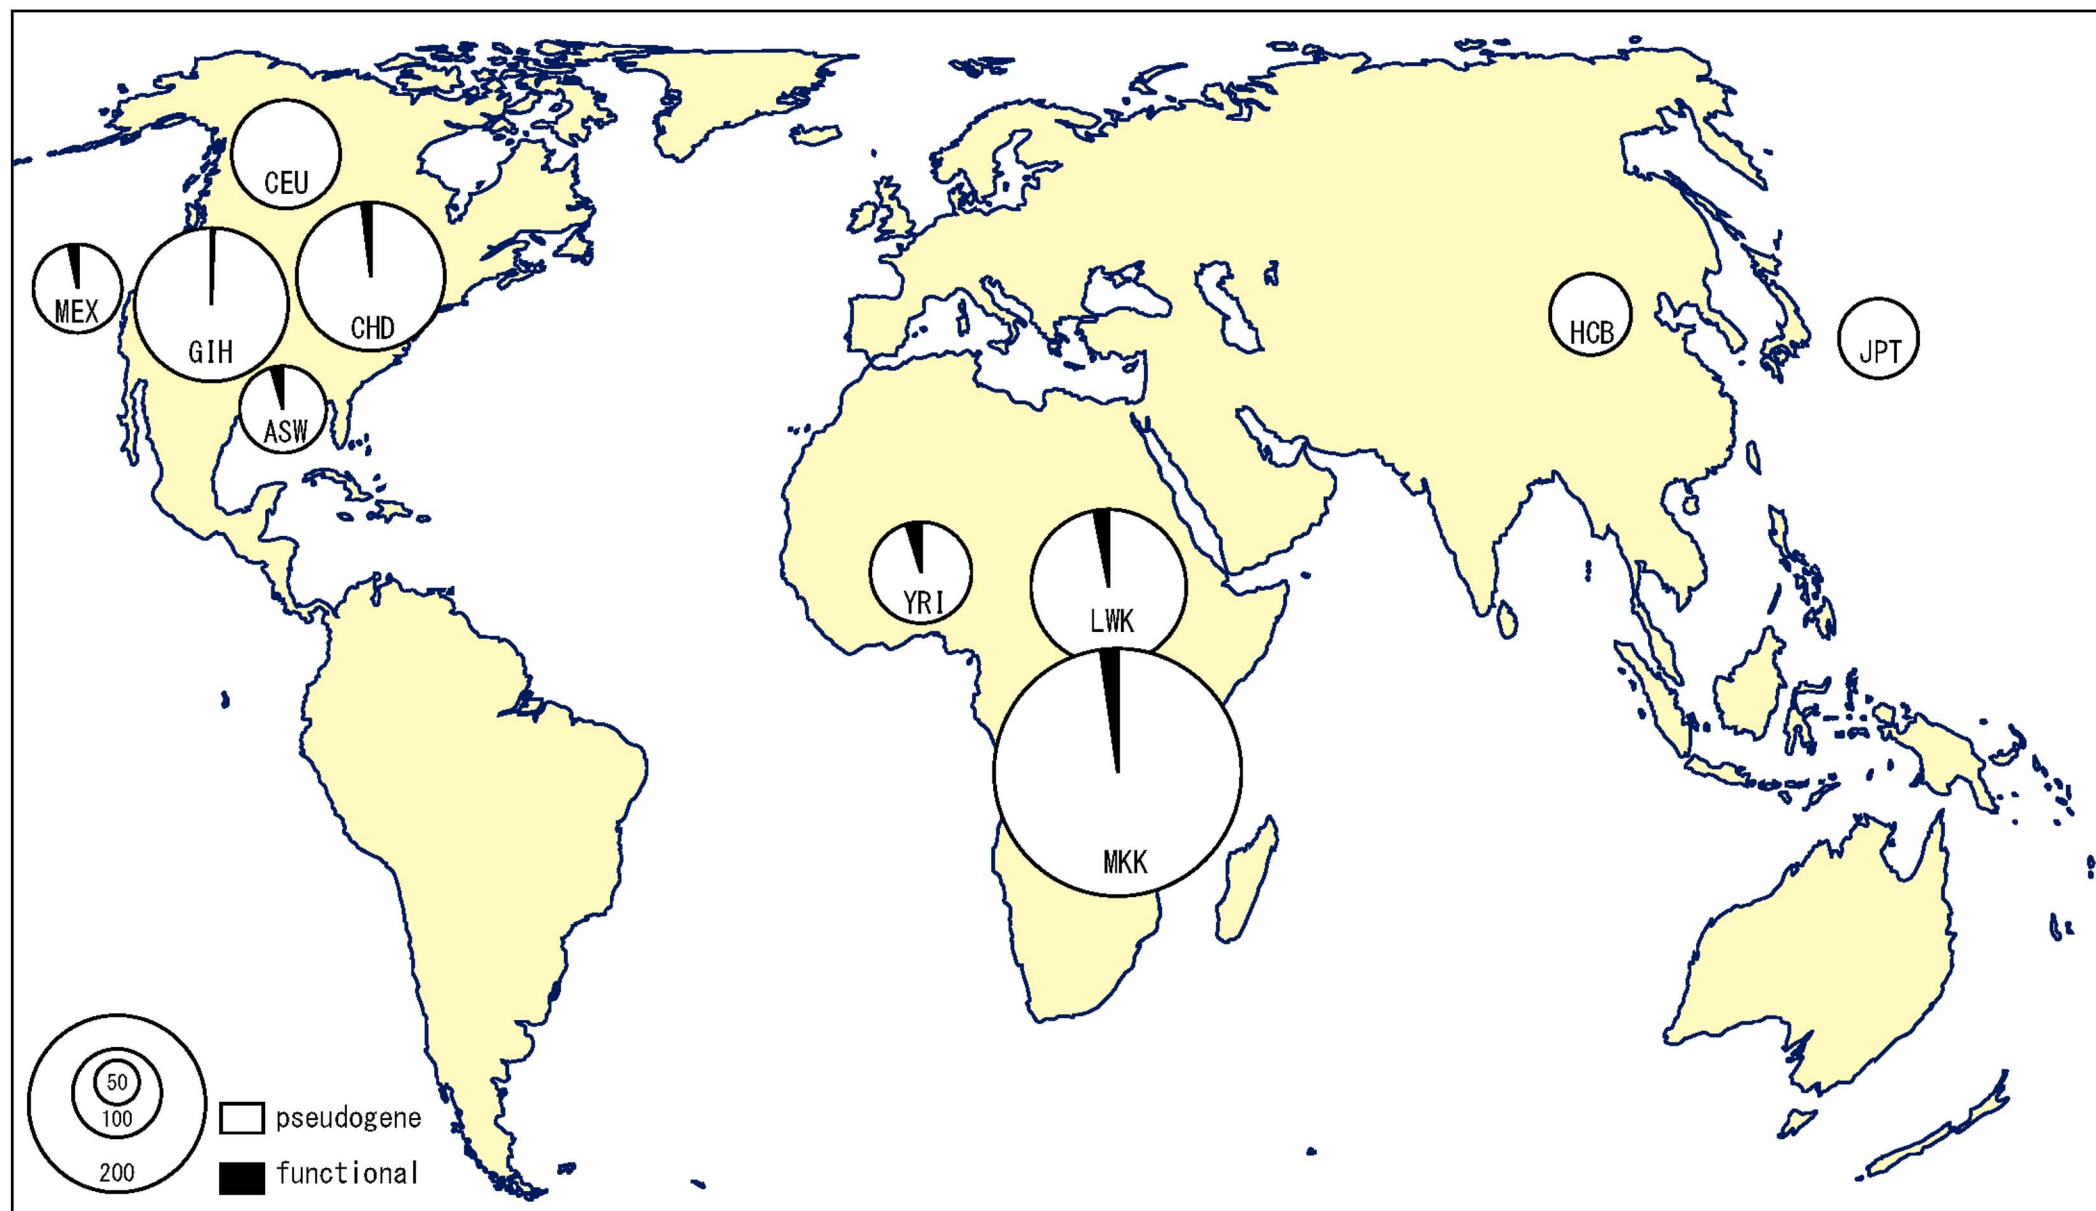 CEU
MEX
GIH
CHD
ASW
HCB
JPT
YRI
LWK
MKK
50
100
200
pseudogene
functional